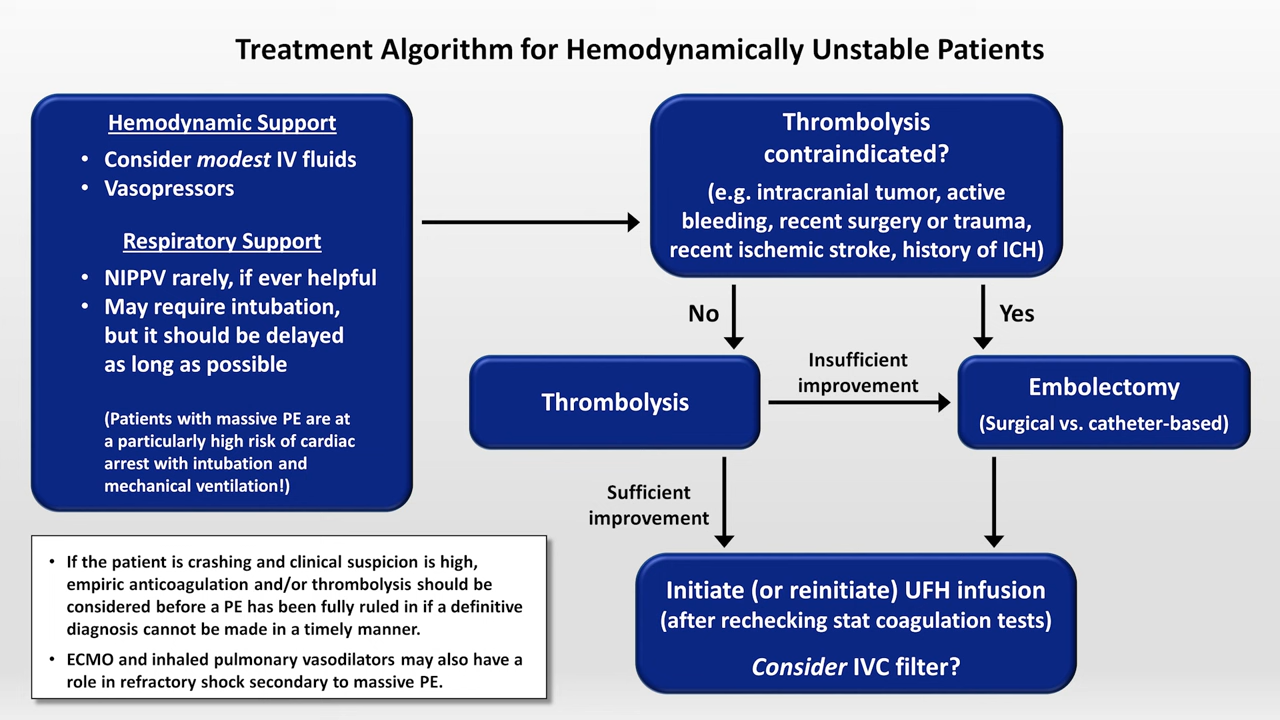 Treatment Algorithm for Hemodynamically Unstable Patients
Hemodynamic Support
• Consider modest IV fluids
• Vasopressors
Respiratory Support
• NIPPV rarely, if ever helpful
• May require intubation,
but it should be delayed
as long as possible
(Patients with massive PE are at
a particularly high risk of cardiac
arrest with intubation and
mechanical ventilation!)
Thrombolysis
contraindicated?
(e.g. intracranial tumor, active
bleeding, recent surgery or trauma,
recent ischemic stroke, history of ICH)
No
Yes
Thrombolysis
Insufficient
improvement
Embolectomy
(Surgical vs. catheter-based)
Sufficient
improvement
Initiate (or reinitiate) UFH infusion
(after rechecking stat coagulation tests)
Consider IVC filter?
• If the patient is crashing and clinical suspicion is high,
empiric anticoagulation and/or thrombolysis should be
considered before a PE has been fully ruled in if a definitive
diagnosis cannot be made in a timely manner.
• ECMO and inhaled pulmonary vasodilators may also have a
role in refractory shock secondary to massive PE.